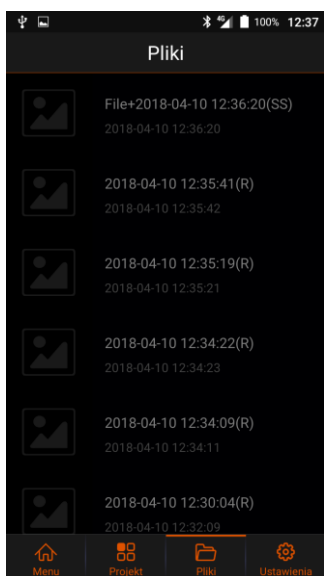 4G 100% 12:37
Pliki
File+2018-04-10 12:36:20(SS)
2018-04-10 12:36:20
2018-04-10 12:35:41(R)
2018-04-10 12:35:42
2018-04-10 12:35:19(R)
2018-04-10 12:35:21
2018-04-10 12:34:22(R)
2018-04-10 12:34:23
2018-04-10 12:34:09(R)
2018-04-10 12:34:11
2018-04-10 12:30:04(R)
2018-04-10 12:32:09
Menu Projekt Pliki Ustawienia